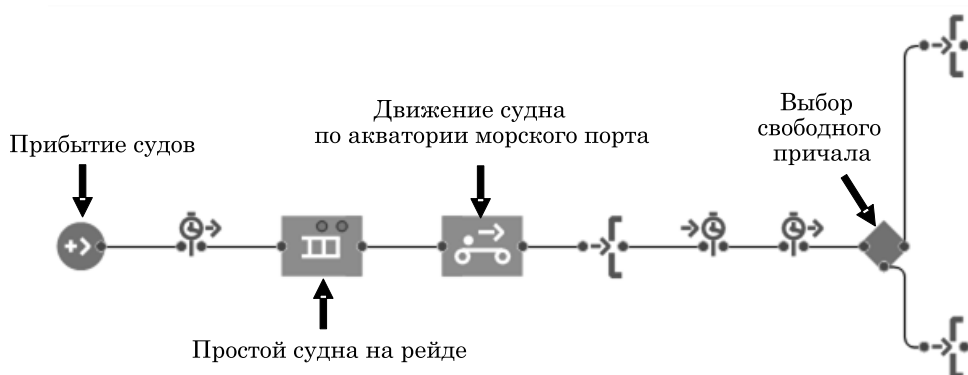 Прибытие судов
Движение судна
по акватории морского порта
Выбор
свободного
причала
Простой судна на рейде